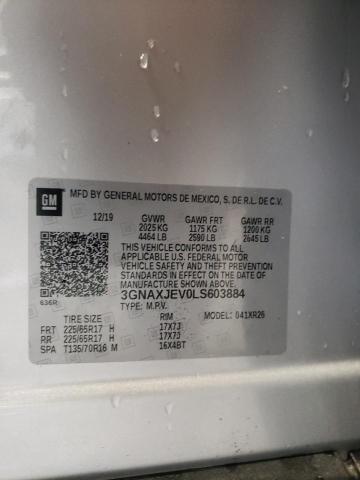 GM
MFD BY GENERAL MOTORS DE MEXICO, S. DE R.L. DE C.V.
12/19 GVWR GAWR FRT GAWR RR
2025 KG 1175 KG 1200 KG
4464 LB 2590 LB 2645 LB
THIS VEHICLE CONFORMS TO ALL
APPLICABLE U.S. FEDERAL MOTOR
VEHICLE SAFETY, BUMPER, AND
THEFT PREVENTION STANDARDS IN
EFFECT ON THE DATE OF
MANUFACTURE SHOWN ABOVE.
3GNAXJEV0LS603884
636R TYPE: M.P.V.
TIRE SIZE RIM 041XR26
FRT 225/65R17 H 17X7J
RR 225/65R17 H 17X7J
SPA T135/70R16 M 16X4BT